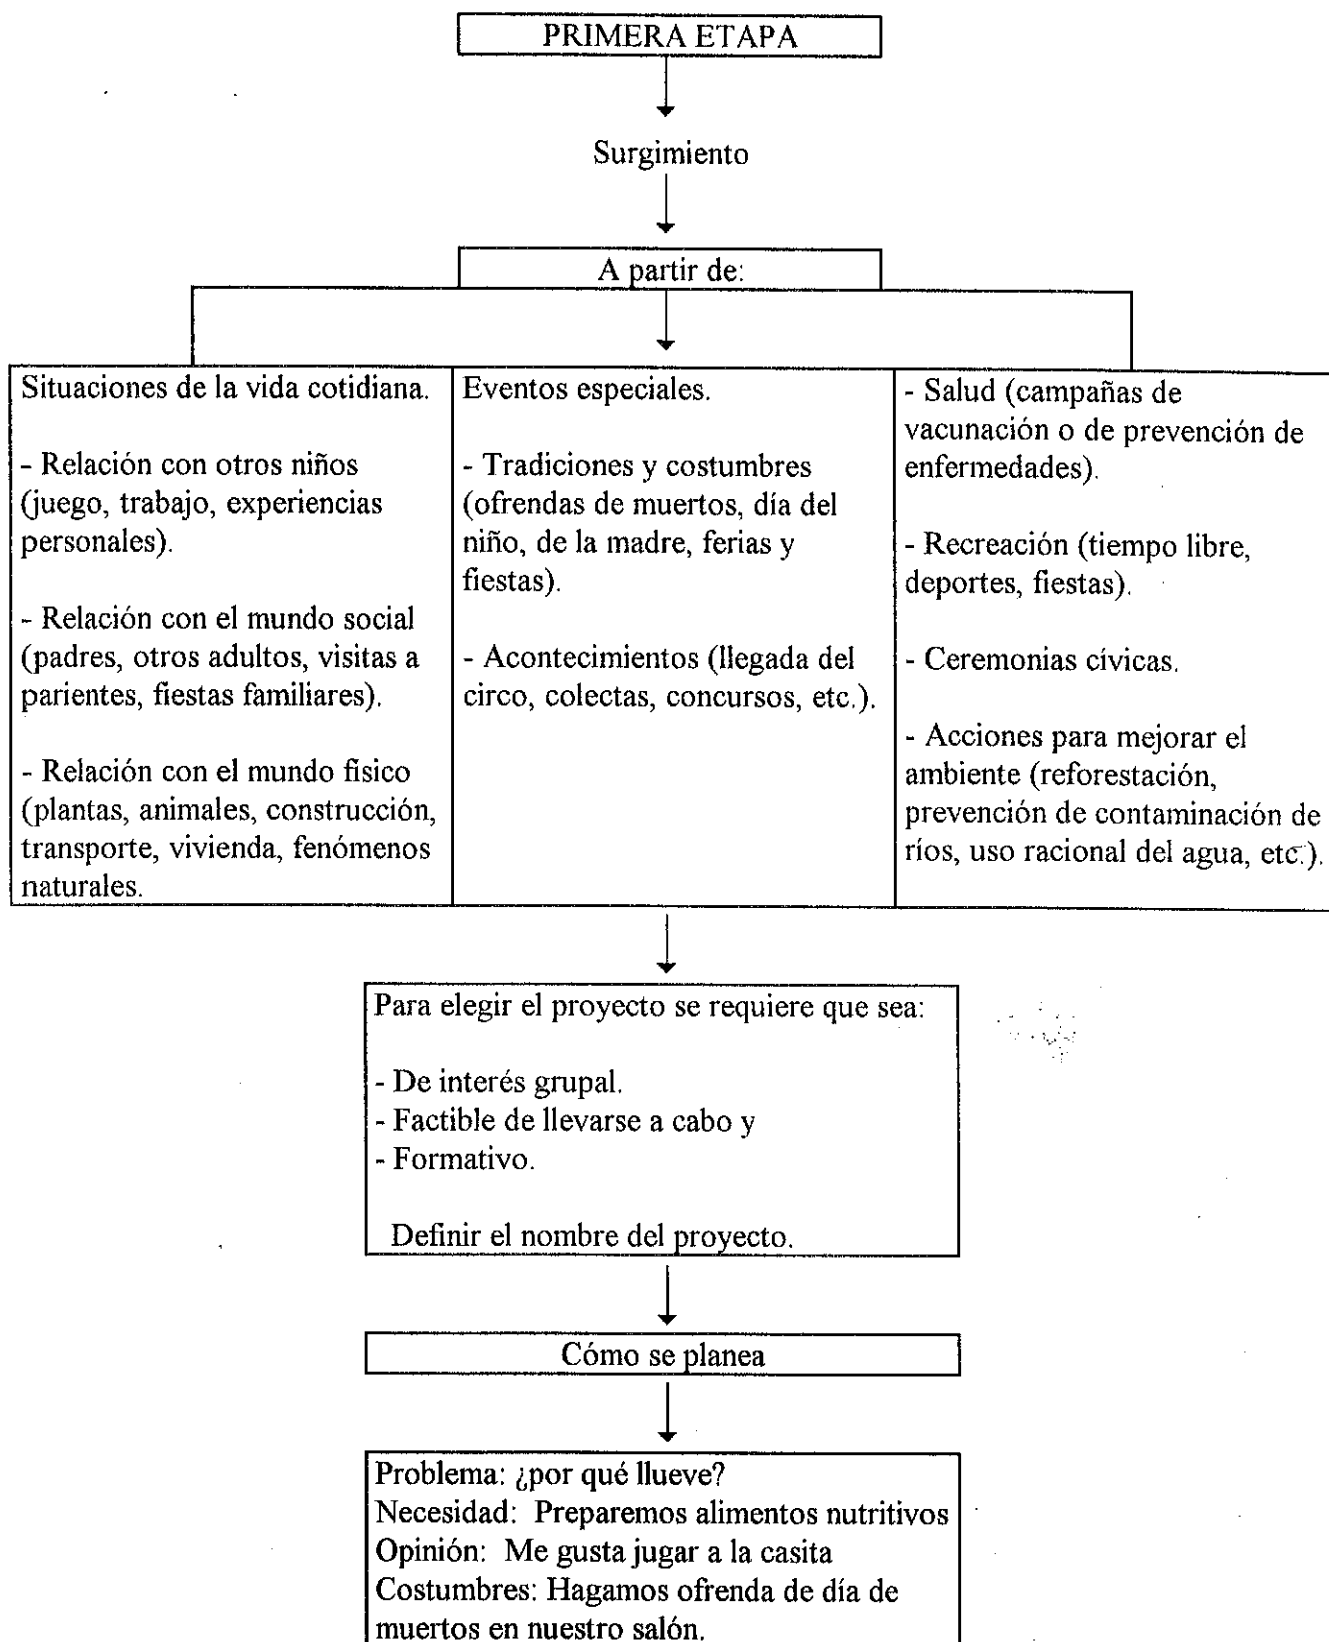 PRIMERA ETAPA
Surgimiento
A partir de:
Situaciones de la vida cotidiana.
- Relación con otros niños
(juego, trabajo, experiencias
personales).
- Relación con el mundo social
(padres, otros adultos, visitas a
parientes, fiestas familiares).
- Relación con el mundo físico
(plantas, animales, construcción,
transporte, vivienda, fenómenos
naturales.
Eventos especiales.
- Tradiciones y costumbres
(ofrendas de muertos, día del
niño, de la madre, ferias y
fiestas).
- Acontecimientos (llegada del
circo, colectas, concursos, etc.).
- Salud (campañas de
vacunación o de prevención de
enfermedades).
- Recreación (tiempo libre,
deportes, fiestas).
- Ceremonias cívicas.
- Acciones para mejorar el
ambiente (reforestación,
prevención de contaminación de
ríos, uso racional del agua, etc.).
Para elegir el proyecto se requiere que sea:
- De interés grupal.
- Factible de llevarse a cabo y
- Formativo.
Definir el nombre del proyecto.
Cómo se planea
Problema: ¿por qué llueve?
Necesidad: Preparemos alimentos nutritivos
Opinión: Me gusta jugar a la casita
Costumbres: Hagamos ofrenda de día de
muertos en nuestro salón.